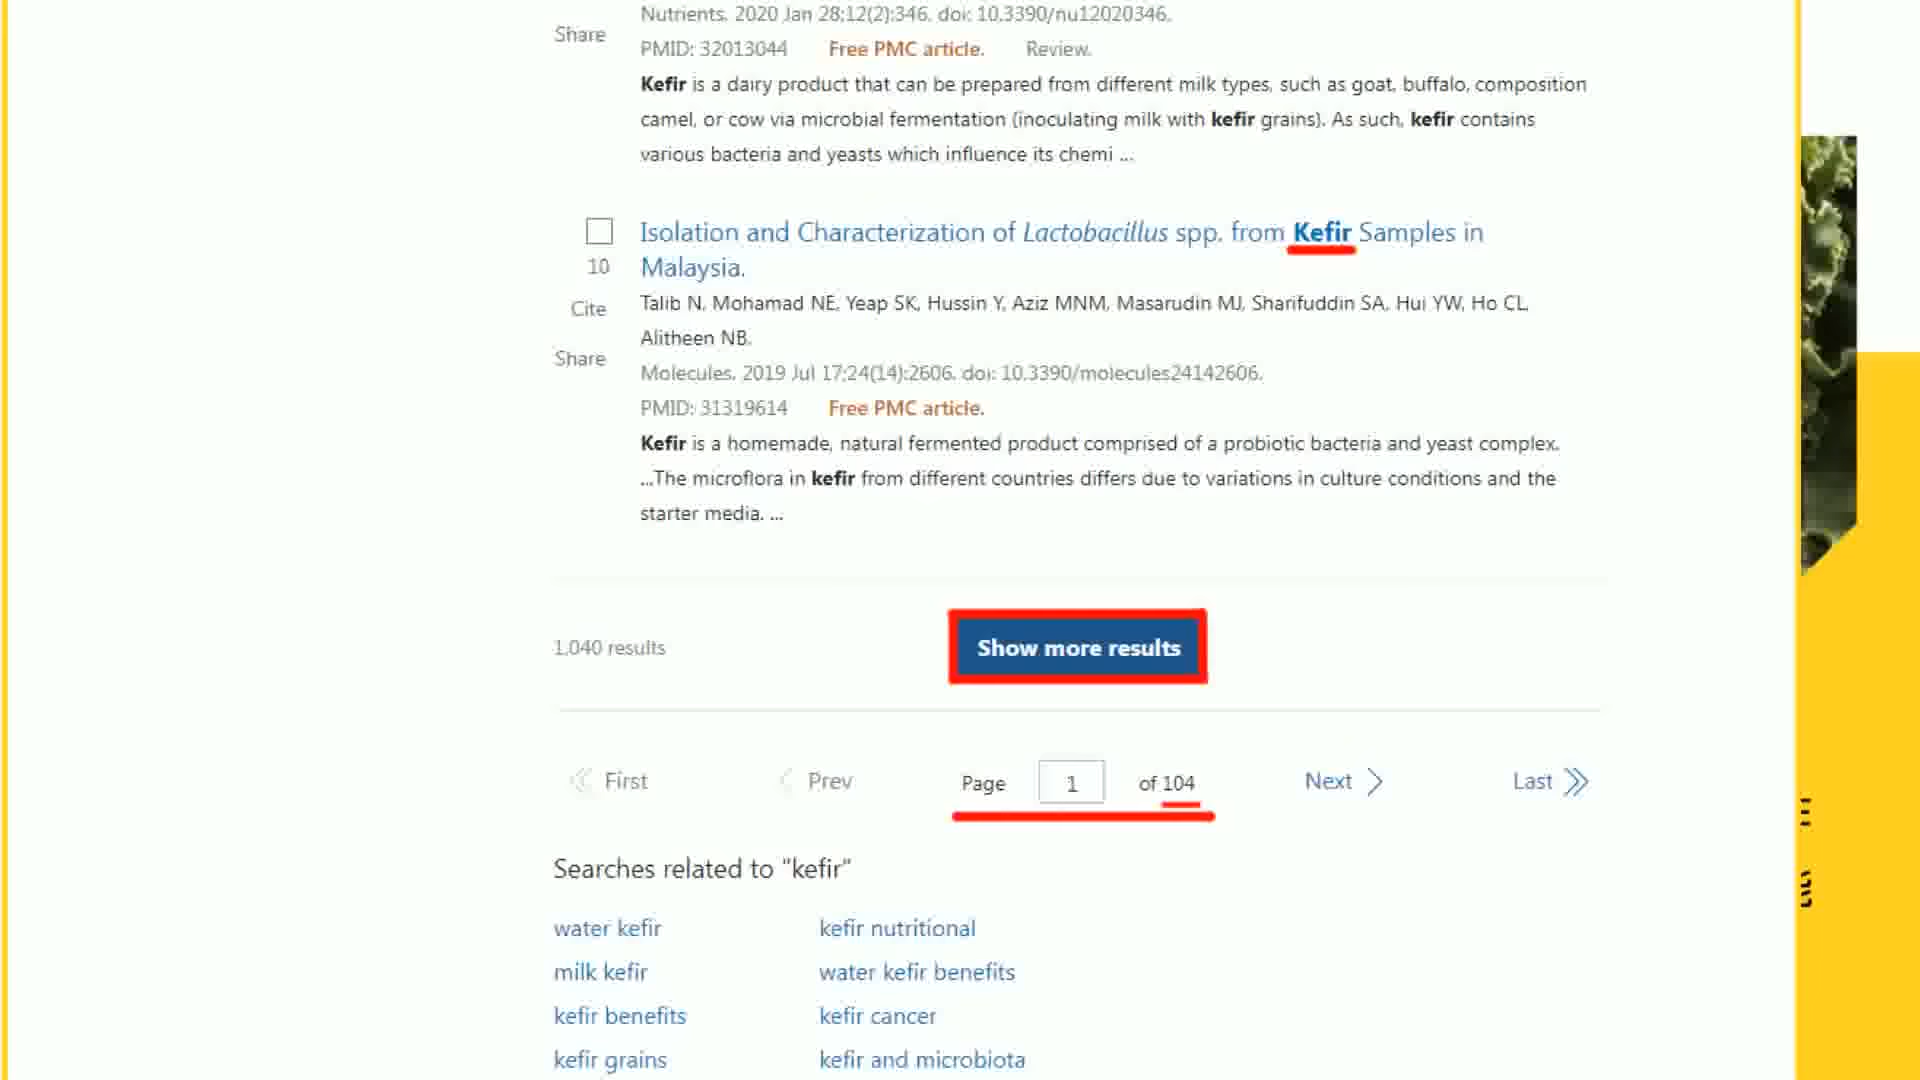 Nutrients. 2020 Jan 28;12(2):346. doi: 10.3390/nu12020346.
Share
PMID: 32013044 Free PMC article. Review.
Kefir is a dairy product that can be prepared from different milk types, such as goat, buffalo, composition
camel, or cow via microbial fermentation (inoculating milk with kefir grains). As such, kefir contains
various bacteria and yeasts which influence its chemi ...
Isolation and Characterization of Lactobacillus spp. from Kefir Samples in
10 Malaysia.
Cite Talib N, Mohamad NE, Yeap SK, Hussin Y, Aziz MNM, Masarudin MJ, Sharifuddin SA, Hui YW, Ho CL,
Alitheen NB.
Share
Molecules. 2019 Jul 17;24(14):2606. doi: 10.3390/molecules24142606.
PMID: 31319614 Free PMC article.
Kefir is a homemade, natural fermented product comprised of a probiotic bacteria and yeast complex.
...The microflora in kefir from different countries differs due to variations in culture conditions and the
starter media. ...
1,040 results Show more results
First Prev Page 1 of 104 Next Last
Searches related to "kefir"
water kefir kefir nutritional
milk kefir water kefir benefits
kefir benefits kefir cancer
kefir grains kefir and microbiota